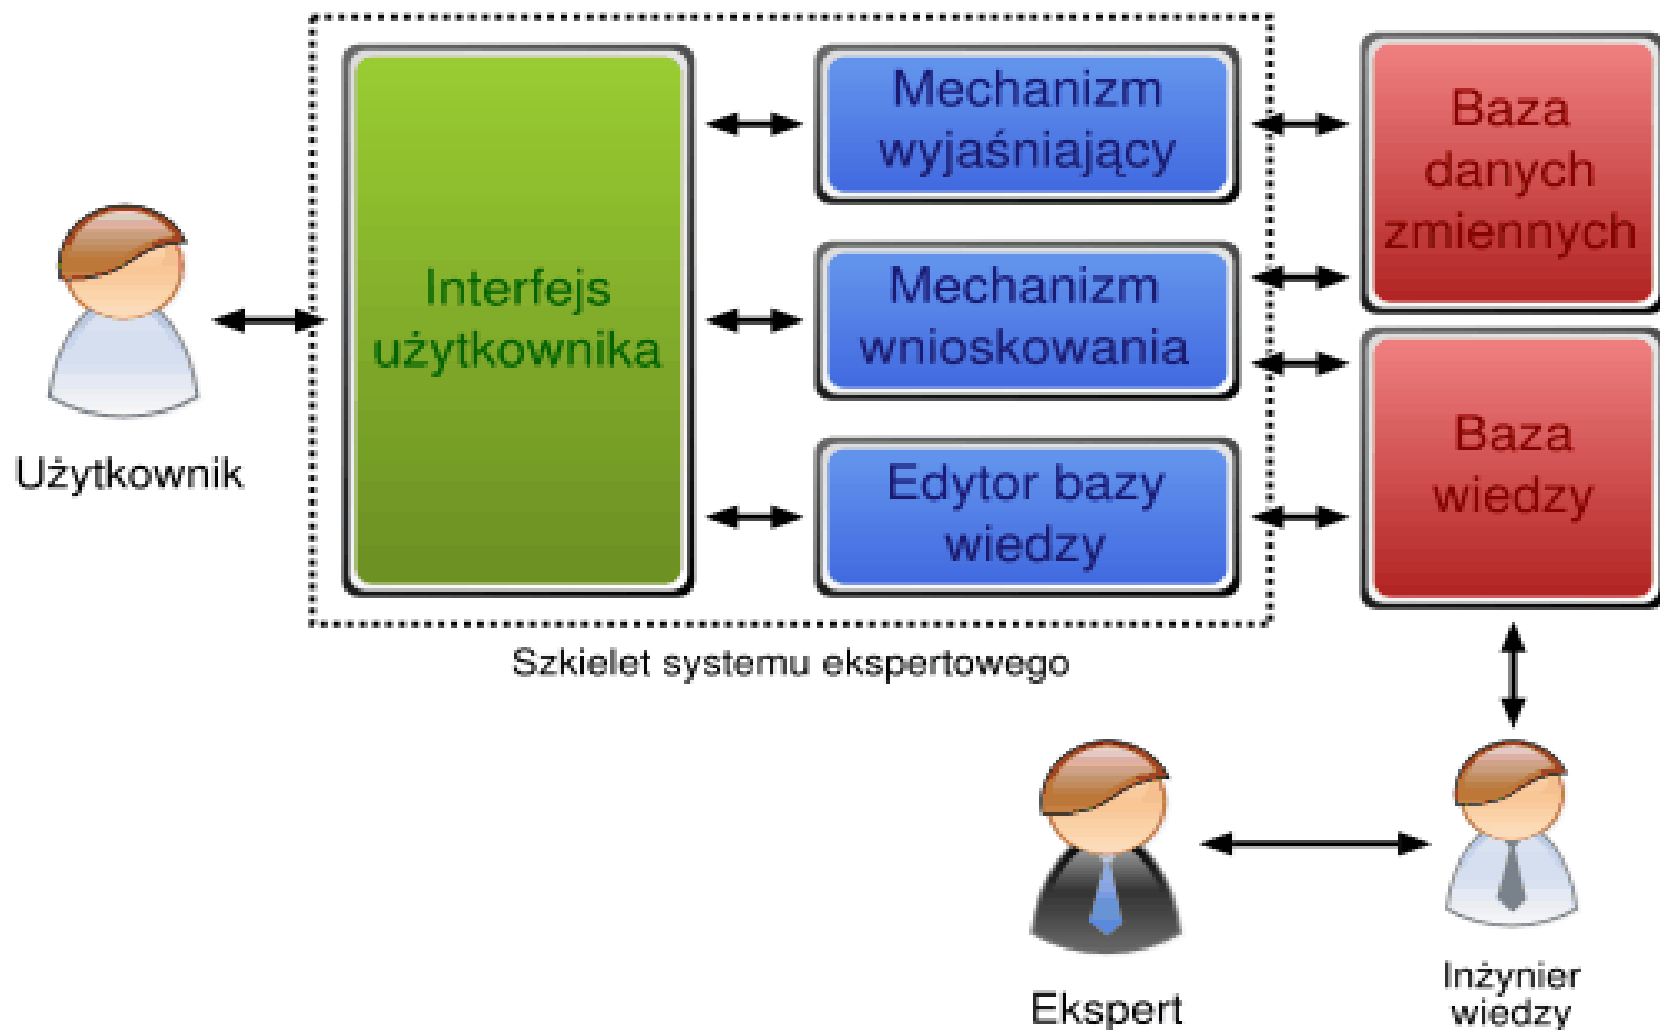 Użytkownik
Interfejs
użytkownika
Mechanizm
wyjaśniający
Mechanizm
wnioskowania
Edytor bazy
wiedzy
Baza
danych
zmiennych
Baza
wiedzy
Szkielet systemu ekspertowego
Ekspert
Inżynier
wiedzy